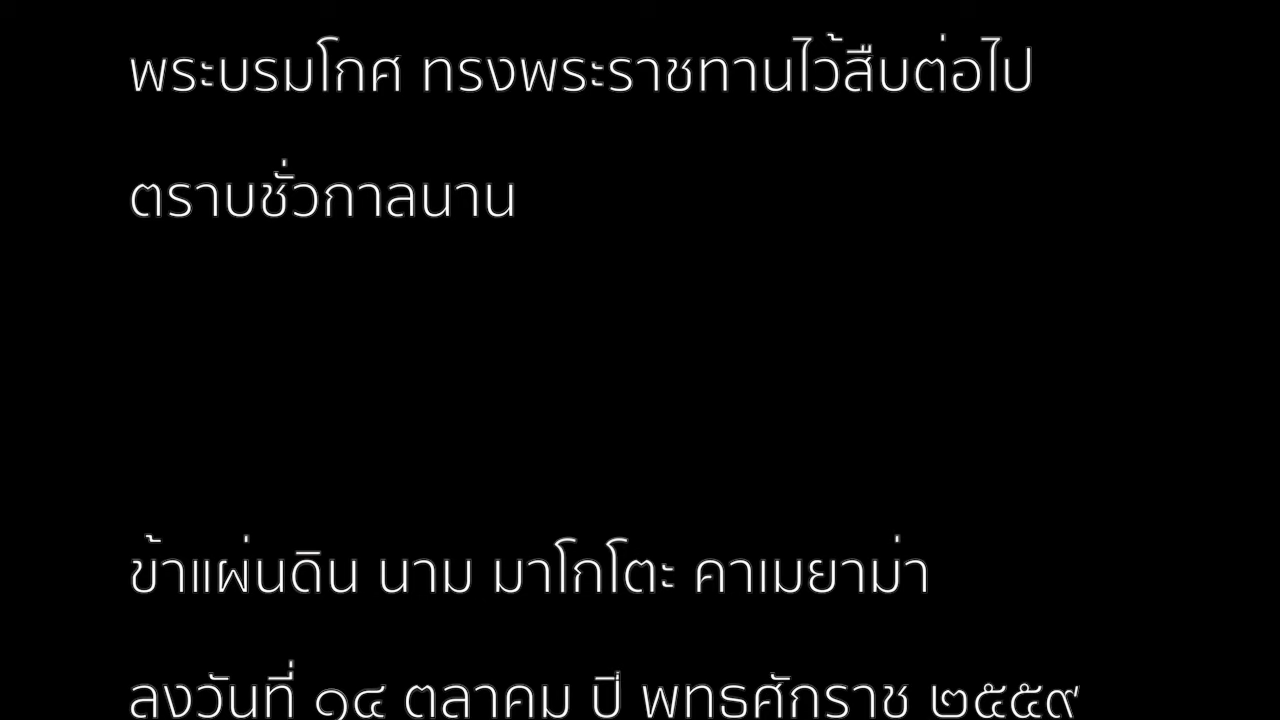 พระบรมโกศ ทรงพระราชทานไว้สืบต่อไป
ตราบชั่วกาลนาน
ข้าแผ่นดิน นาม มาโกโตะ คาเมยาม่า
ลงวันที่ ๑๔ ตุลาคม ปี พุทธศักราช ๒๕๕๙